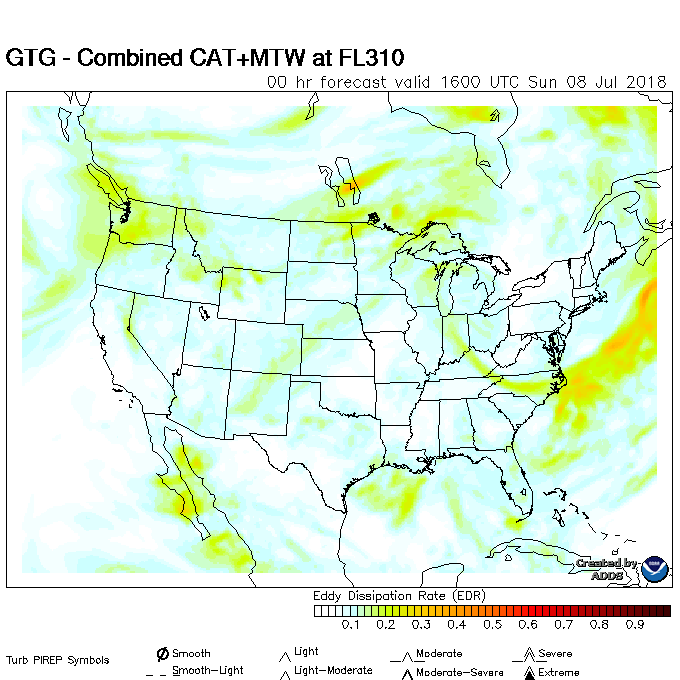 GTG - Combined CAT+MTW at FL310
00 hr forecast valid 1600 UTC Sun 08 Jul 2018
Created by
ADDS
NOAA
Eddy Dissipation Rate (EDR)
0.1 0.2 0.3 0.4 0.5 0.6 0.7 0.8 0.9
Turb PIREP Symbols
Smooth Light Moderate Severe
Smooth-Light Light-Moderate Moderate-Severe Extreme